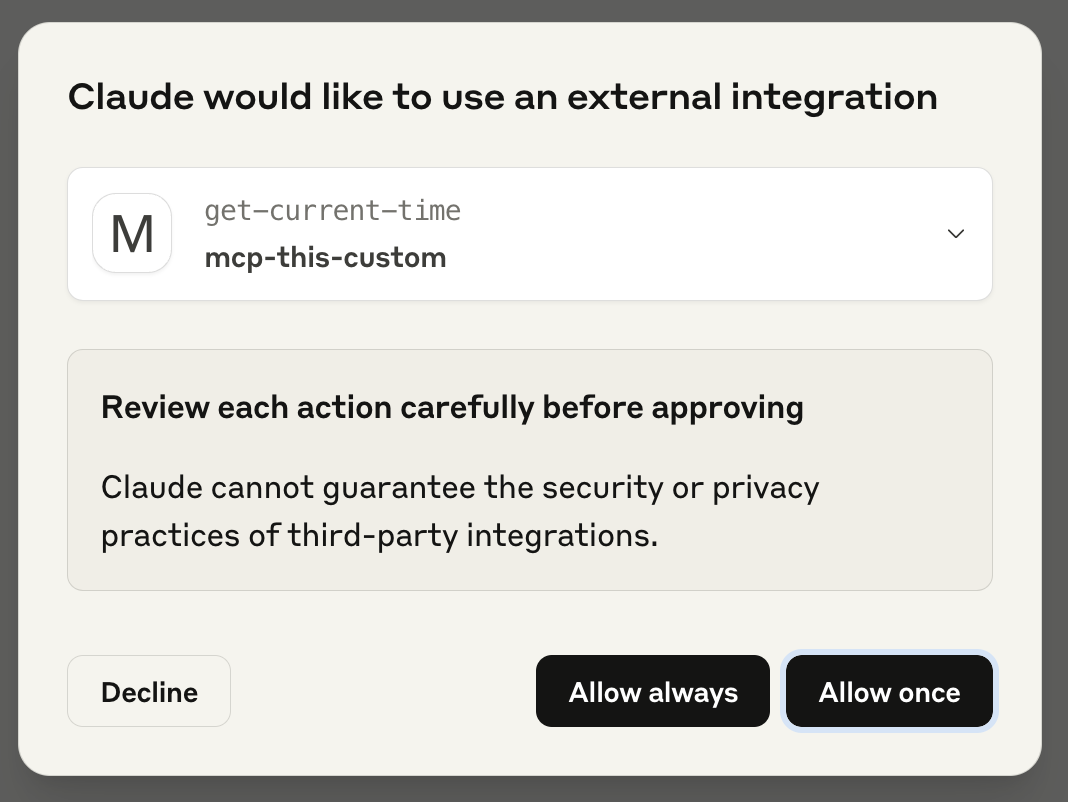 Claude would like to use an external integration
M
get-current-time
mcp-this-custom
Review each action carefully before approving
Claude cannot guarantee the security or privacy
practices of third-party integrations.
Decline
Allow always
Allow once